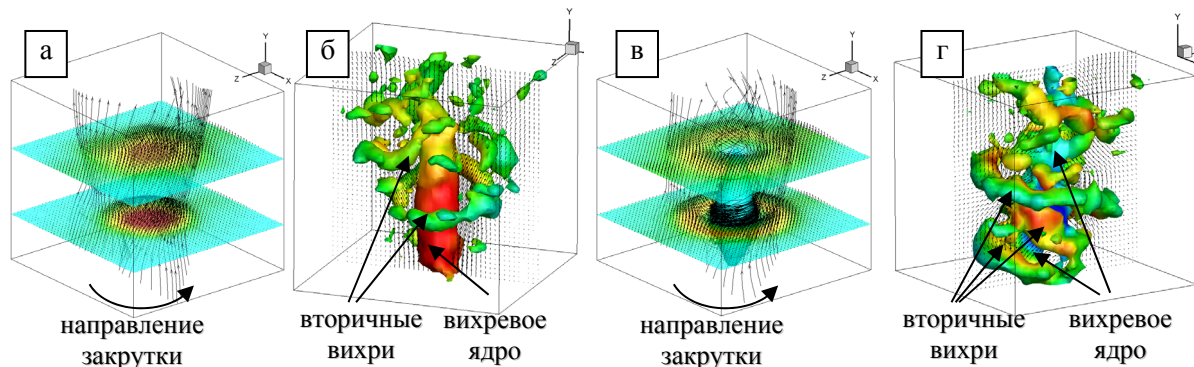 а
Y
Z
X
б
Y
Z
X
в
Y
Z
X
г
Y
Z
направление
закрутки
вторичные
вихри
вихревое
ядро
направление
закрутки
вторичные
вихри
вихревое
ядро